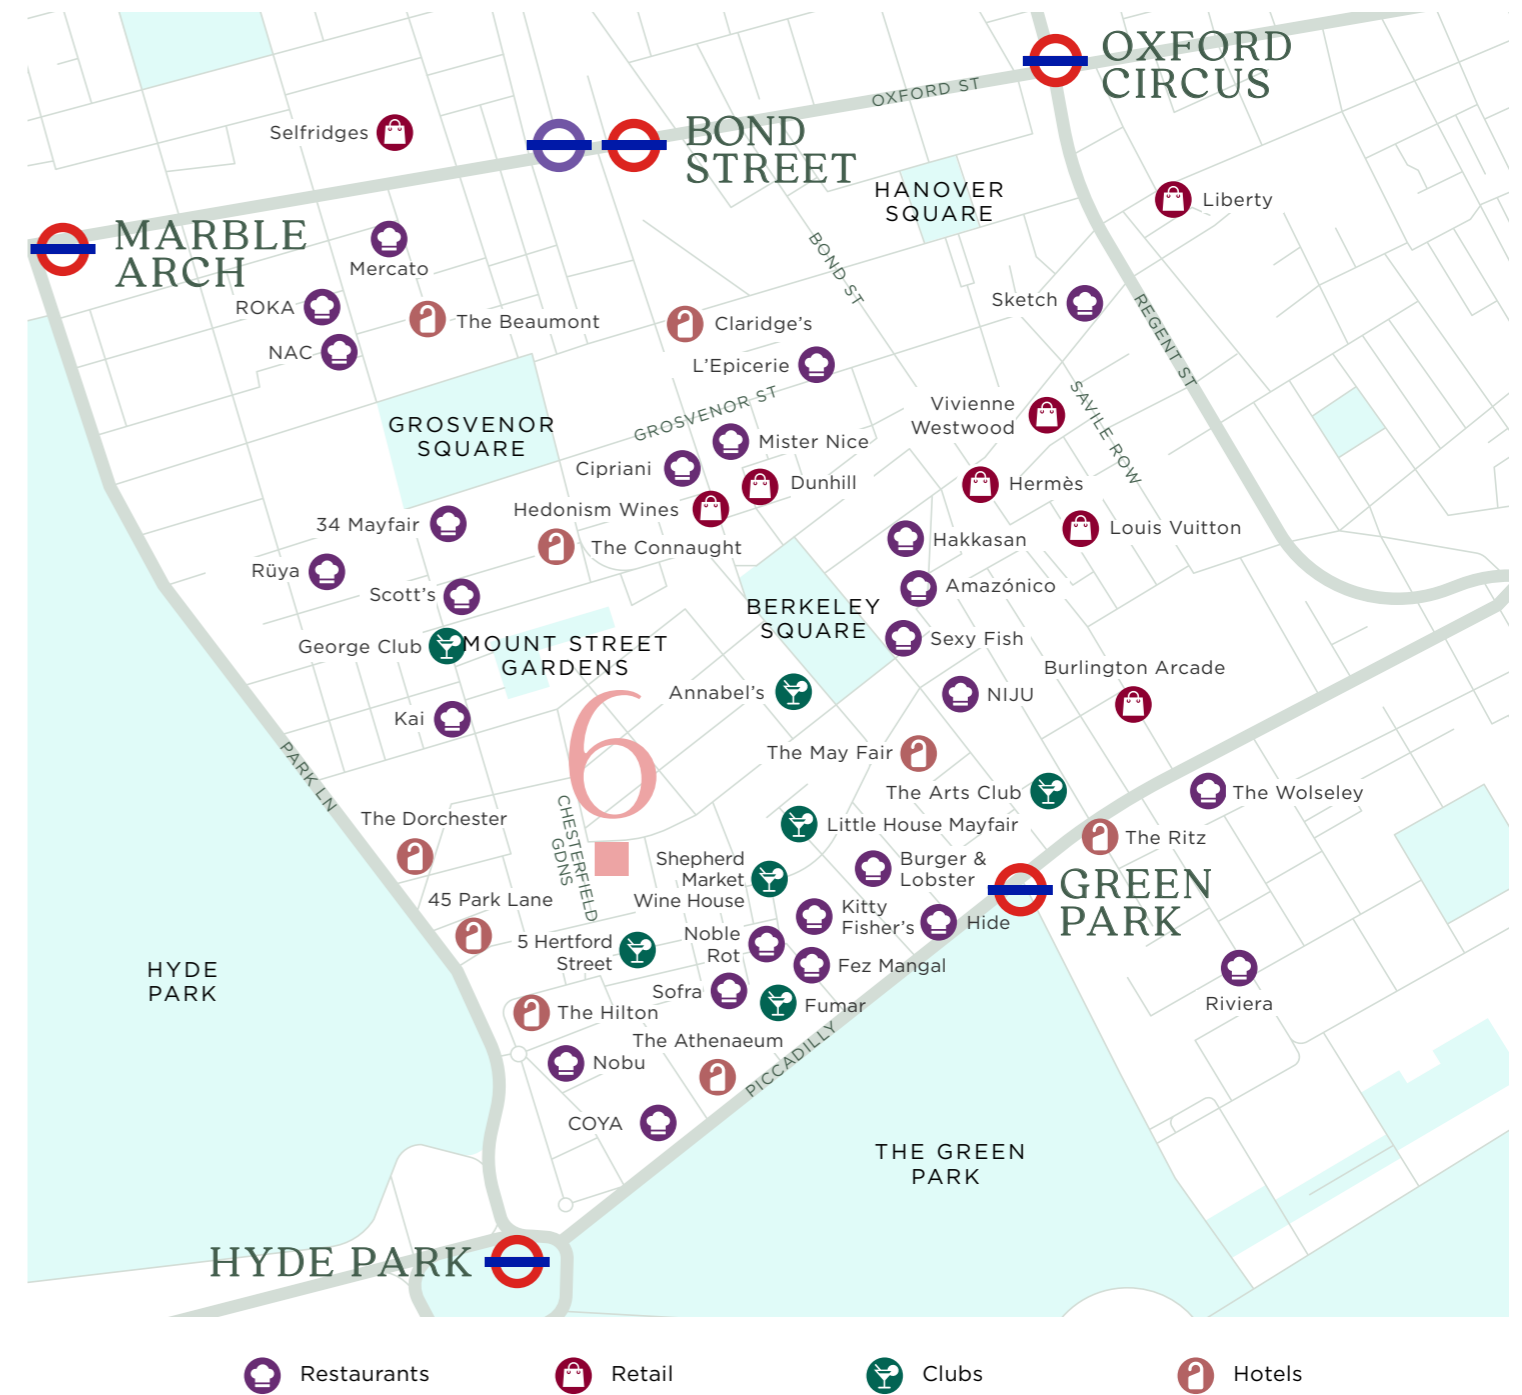 OXFORD
CIRCUS
OXFORD ST
BOND
STREET
Selfridges
HANOVER
SQUARE
Liberty
MARBLE
ARCH
Mercato
BOND ST
ROKA
The Beaumont
Claridge's
Sketch
REGENT ST
NAC
L'Epicerie
GROSVENOR ST
SAVILE ROW
Vivienne
Westwood
GROSVENOR
SQUARE
Mister Nice
Cipriani
Dunhill
Hermès
Hedonism Wines
34 Mayfair
Louis Vuitton
The Connaught
Hakkasan
Rüya
Scott's
Amazónico
BERKELEY
SQUARE
George Club
MOUNT STREET
GARDENS
Sexy Fish
Burlington Arcade
Annabel's
NIJU
Kai
6
PARK LN
The May Fair
The Arts Club
The Wolseley
CHESTERFIELD
GDNS
The Dorchester
Little House Mayfair
The Ritz
Shepherd
Market
Wine House
Burger &
Lobster
GREEN
PARK
45 Park Lane
Kitty
Fisher's
Hide
5 Hertford
Street
Noble
Rot
Fez Mangal
HYDE
PARK
Sofra
Fumar
Riviera
The Hilton
The Athenaeum
PICCADILLY
Nobu
COYA
THE GREEN
PARK
HYDE PARK
Restaurants
Retail
Clubs
Hotels